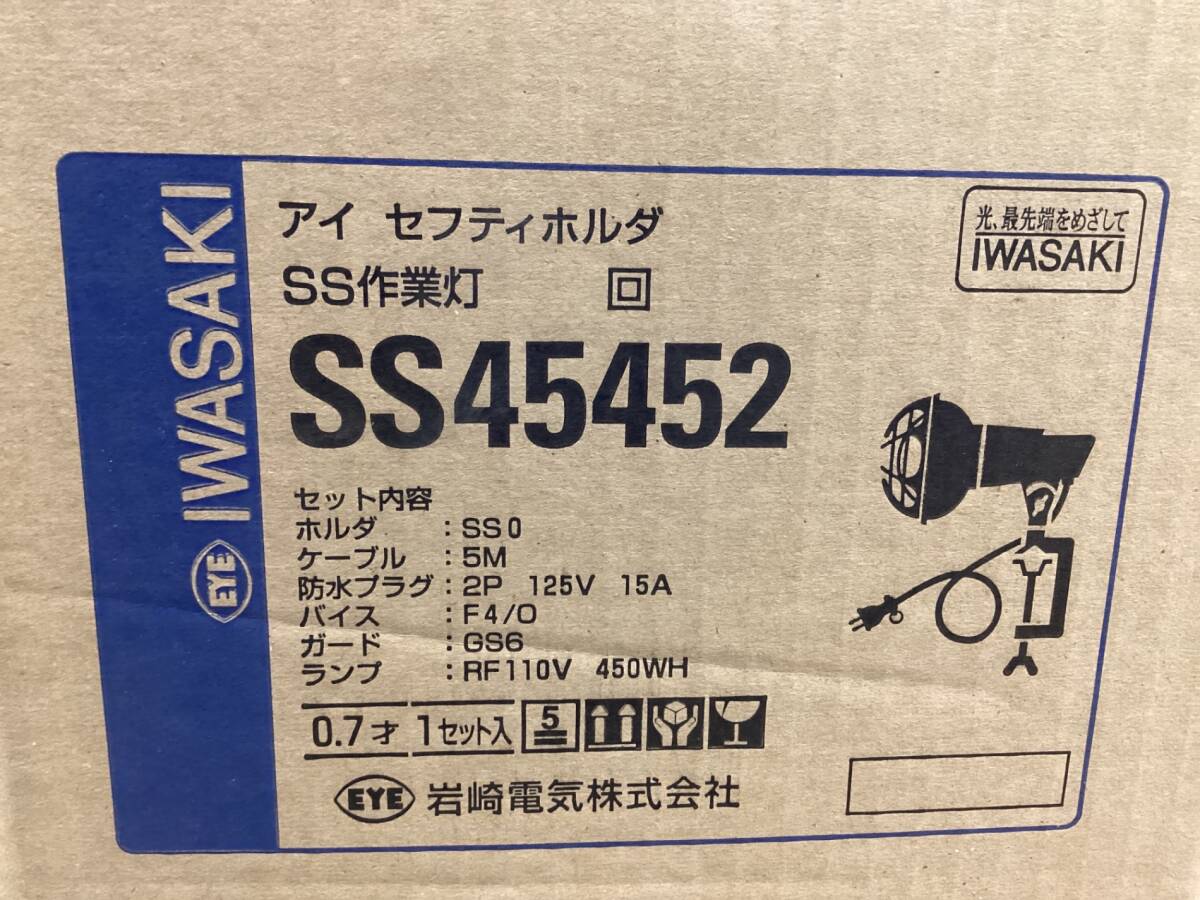 EYE IWASAKI
アイ セフティホルダ
SS作業灯 回
SS45452
光、最先端をめざして
IWASAKI
セット内容
ホルダ :SS0
ケーブル :5M
防水プラグ:2P 125V 15A
バイス :F4/O
ガード :GS6
ランプ :RF110V 450WH
0.7才 1セット入 5
EYE 岩崎電気株式会社